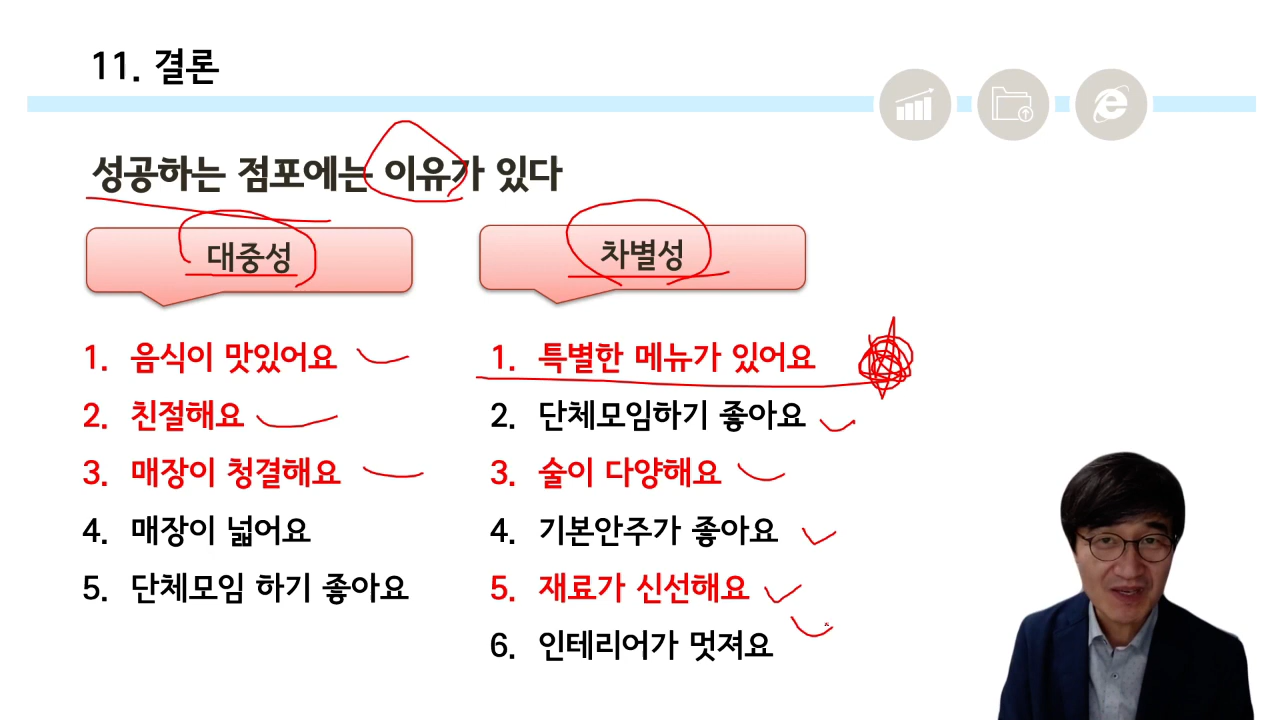 11. 결론
성공하는 점포에는 이유가 있다
대중성
1. 음식이 맛있어요
2. 친절해요
3. 매장이 청결해요
4. 매장이 넓어요
5. 단체모임 하기 좋아요
차별성
1. 특별한 메뉴가 있어요
2. 단체모임하기 좋아요
3. 술이 다양해요
4. 기본안주가 좋아요
5. 재료가 신선해요
6. 인테리어가 멋져요